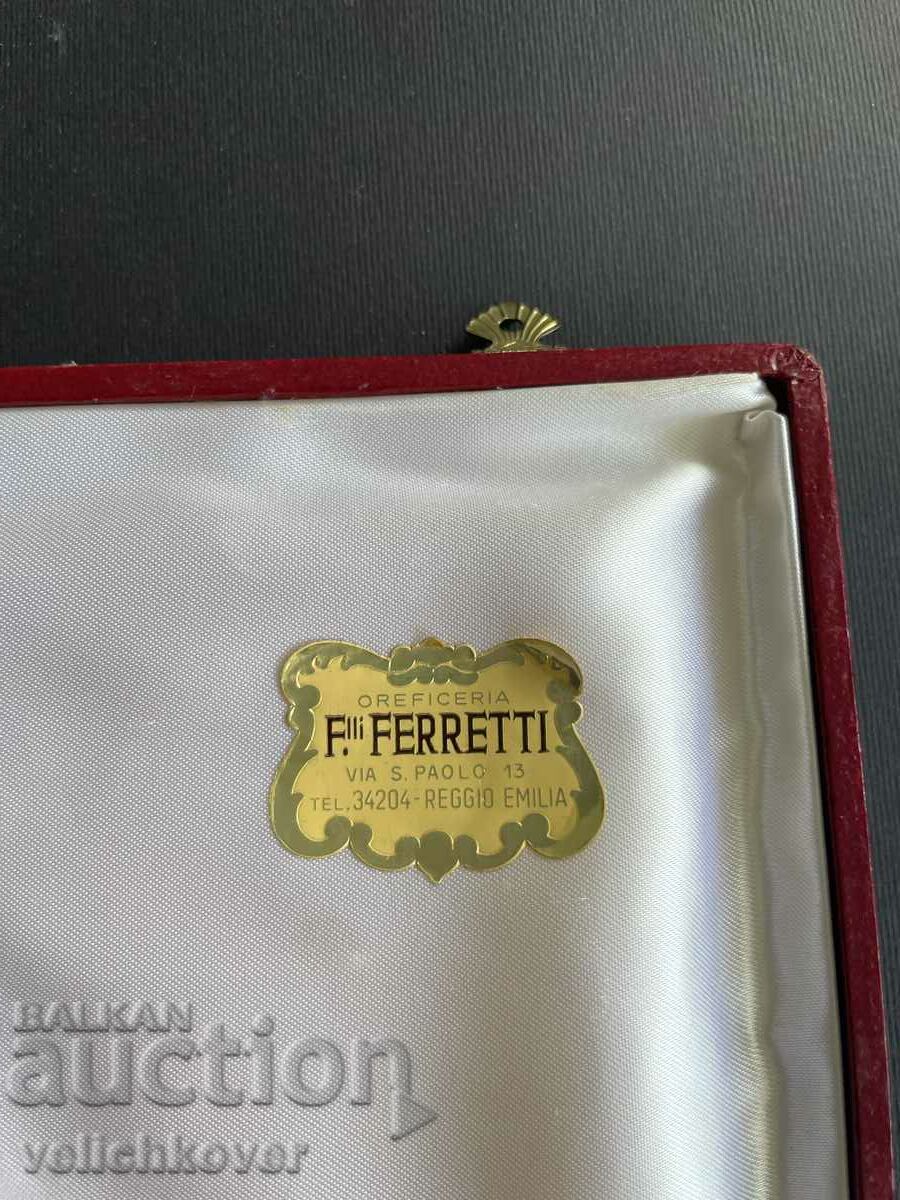 OREFICERIA
F.lli FERRETTI
VIA S. PAOLO 13
TEL. 34204 - REGGIO EMILIA
BALKAN
auction
velichkover